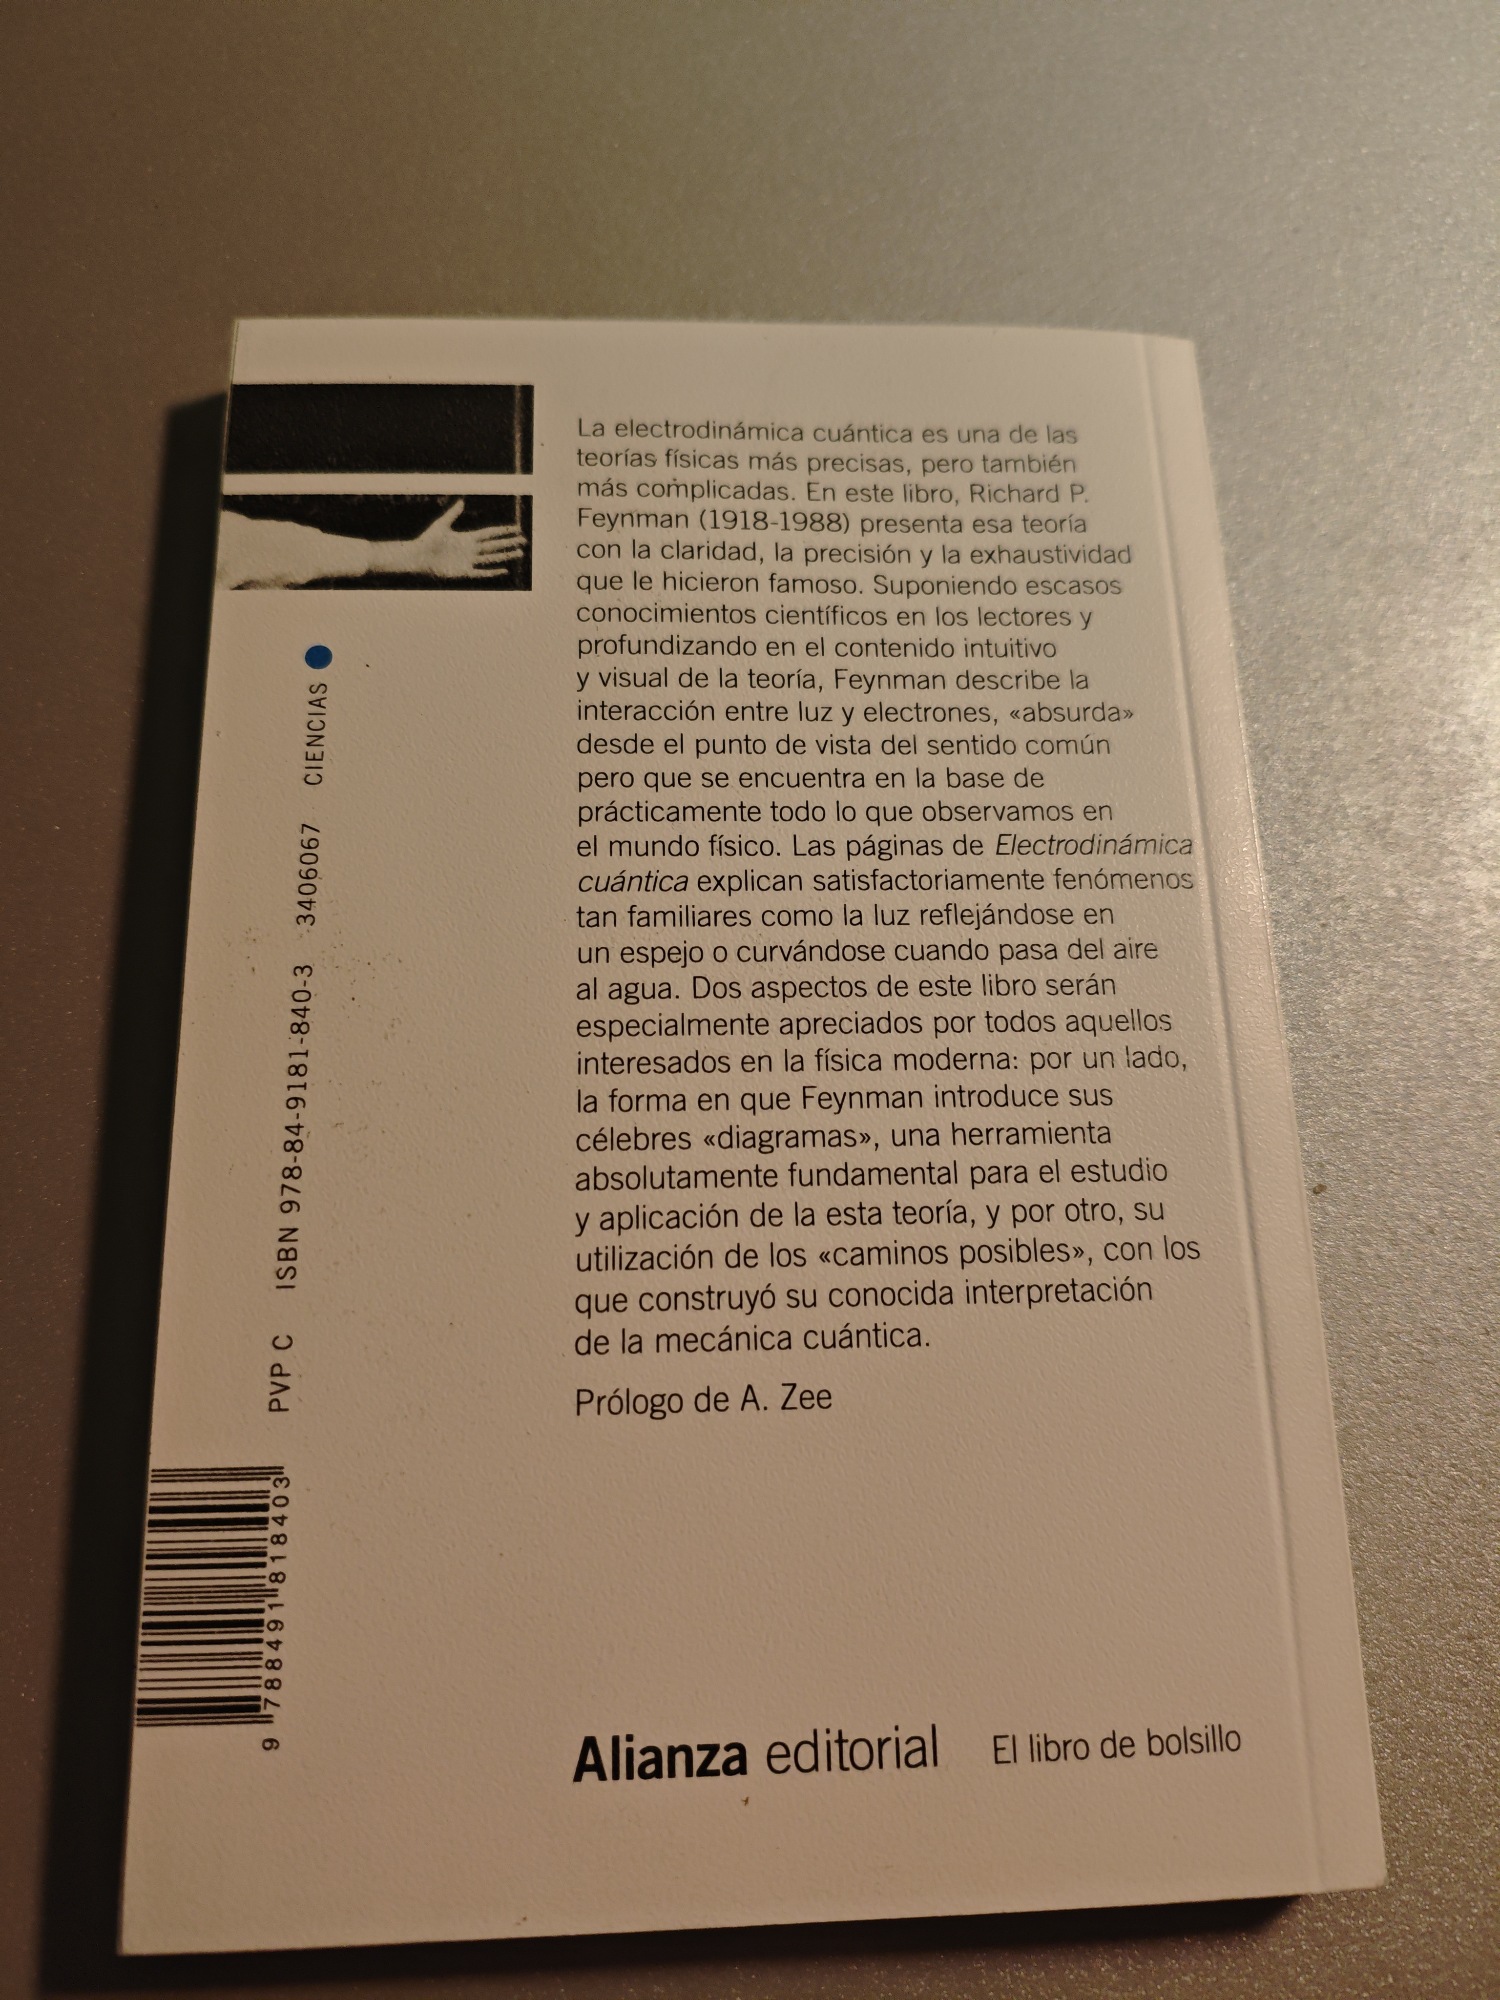 La electrodinámica cuántica es una de las
teorías físicas más precisas, pero también
más complicadas. En este libro, Richard P.
Feynman (1918-1988) presenta esa teoría
con la claridad, la precisión y la exhaustividad
que le hicieron famoso. Suponiendo escasos
conocimientos científicos en los lectores y
profundizando en el contenido intuitivo
y visual de la teoría, Feynman describe la
interacción entre luz y electrones, «absurda»
desde el punto de vista del sentido común
pero que se encuentra en la base de
prácticamente todo lo que observamos en
el mundo físico. Las páginas de Electrodinámica
cuántica explican satisfactoriamente fenómenos
tan familiares como la luz reflejándose en
un espejo o curvándose cuando pasa del aire
al agua. Dos aspectos de este libro serán
especialmente apreciados por todos aquellos
interesados en la física moderna: por un lado,
la forma en que Feynman introduce sus
célebres «diagramas», una herramienta
absolutamente fundamental para el estudio
y aplicación de la esta teoría, y por otro, su
utilización de los «caminos posibles», con los
que construyó su conocida interpretación
de la mecánica cuántica.
Prólogo de A. Zee
PVP C ISBN 978-84-9181-840-3 3406067 CIENCIAS
9 788491 818403
Alianza editorial El libro de bolsillo